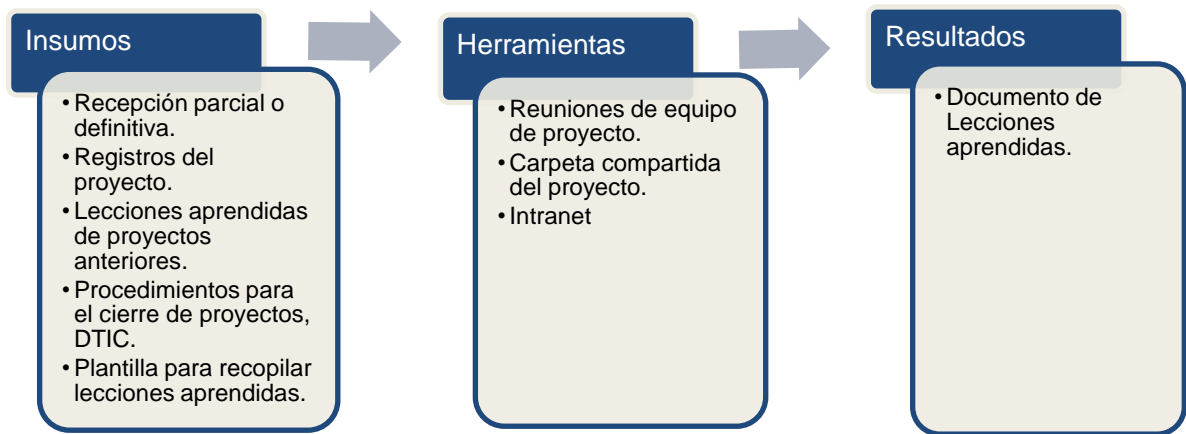 Insumos
• Recepción parcial o
definitiva.
• Registros del
proyecto.
• Lecciones aprendidas
de proyectos
anteriores.
• Procedimientos para
el cierre de proyectos,
DTIC.
• Plantilla para recopilar
lecciones aprendidas.
Herramientas
• Reuniones de equipo
de proyecto.
• Carpeta compartida
del proyecto.
• Intranet
Resultados
• Documento de
Lecciones
aprendidas.